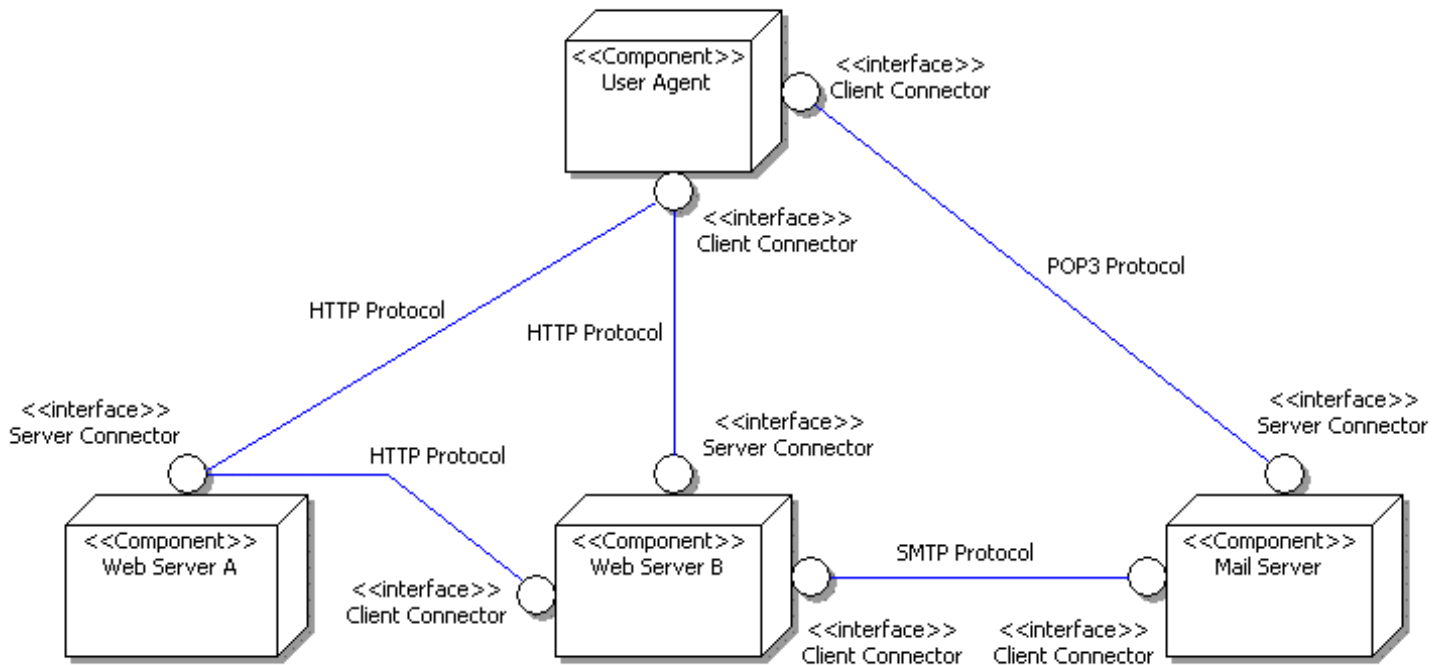 <<Component>>
User Agent
<<interface>>
Client Connector
<<interface>>
Client Connector
POP3 Protocol
HTTP Protocol
HTTP Protocol
<<interface>>
Server Connector
<<interface>>
Server Connector
<<interface>>
Server Connector
HTTP Protocol
<<Component>>
Web Server A
<<interface>>
Client Connector
<<Component>>
Web Server B
SMTP Protocol
<<Component>>
Mail Server
<<interface>>
Client Connector
<<interface>>
Client Connector